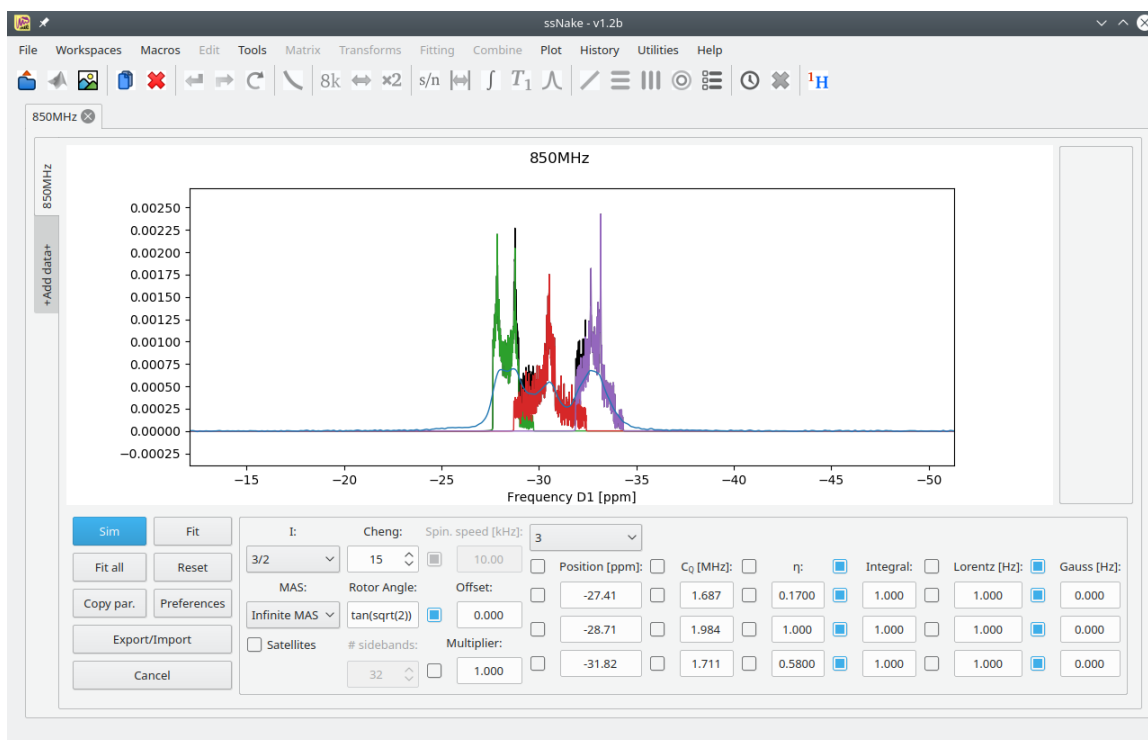 ssNake - v1.2b
File Workspaces Macros Edit Tools Matrix Transforms Fitting Combine Plot History Utilities Help
8k ×2 s/n ∫ T1 1H
850MHz
850MHz
+Add data+
850MHz
0.00250
0.00225
0.00200
0.00175
0.00150
0.00125
0.00100
0.00075
0.00050
0.00025
0.00000
−0.00025
−15 −20 −25 −30 −35 −40 −45 −50
Frequency D1 [ppm]
Sim Fit
Fit all Reset
Copy par. Preferences
Export/Import
Cancel
I: Cheng: Spin. speed [kHz]:
3/2 15 10.00
MAS: Rotor Angle: Offset:
Infinite MAS tan(sqrt(2)) 0.000
Satellites # sidebands: Multiplier:
32 1.000
3
Position [ppm]: CQ [MHz]: η: Integral: Lorentz [Hz]: Gauss [Hz]:
-27.41 1.687 0.1700 1.000 1.000 0.000
-28.71 1.984 1.000 1.000 1.000 0.000
-31.82 1.711 0.5800 1.000 1.000 0.000